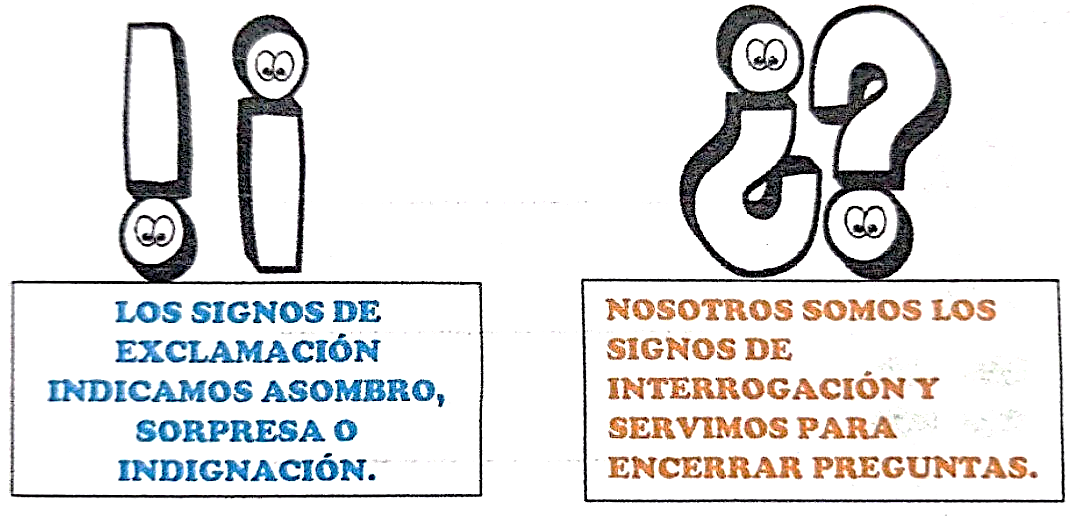 ! ¡
LOS SIGNOS DE
EXCLAMACIÓN
INDICAMOS ASOMBRO,
SORPRESA O
INDIGNACIÓN.
¿?
NOSOTROS SOMOS LOS
SIGNOS DE
INTERROGACIÓN Y
SERVIMOS PARA
ENCERRAR PREGUNTAS.